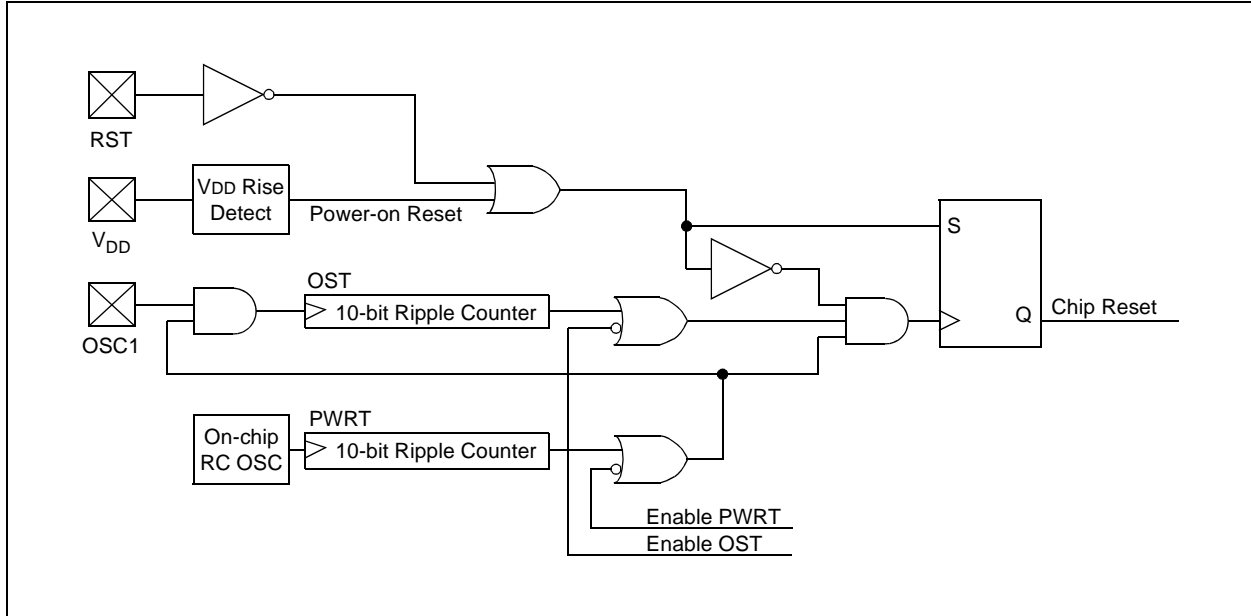 RST
VDD Rise
Detect
Power-on Reset
VDD
S
OST
10-bit Ripple Counter
Q
Chip Reset
OSC1
PWRT
On-chip
RC OSC
10-bit Ripple Counter
Enable PWRT
Enable OST